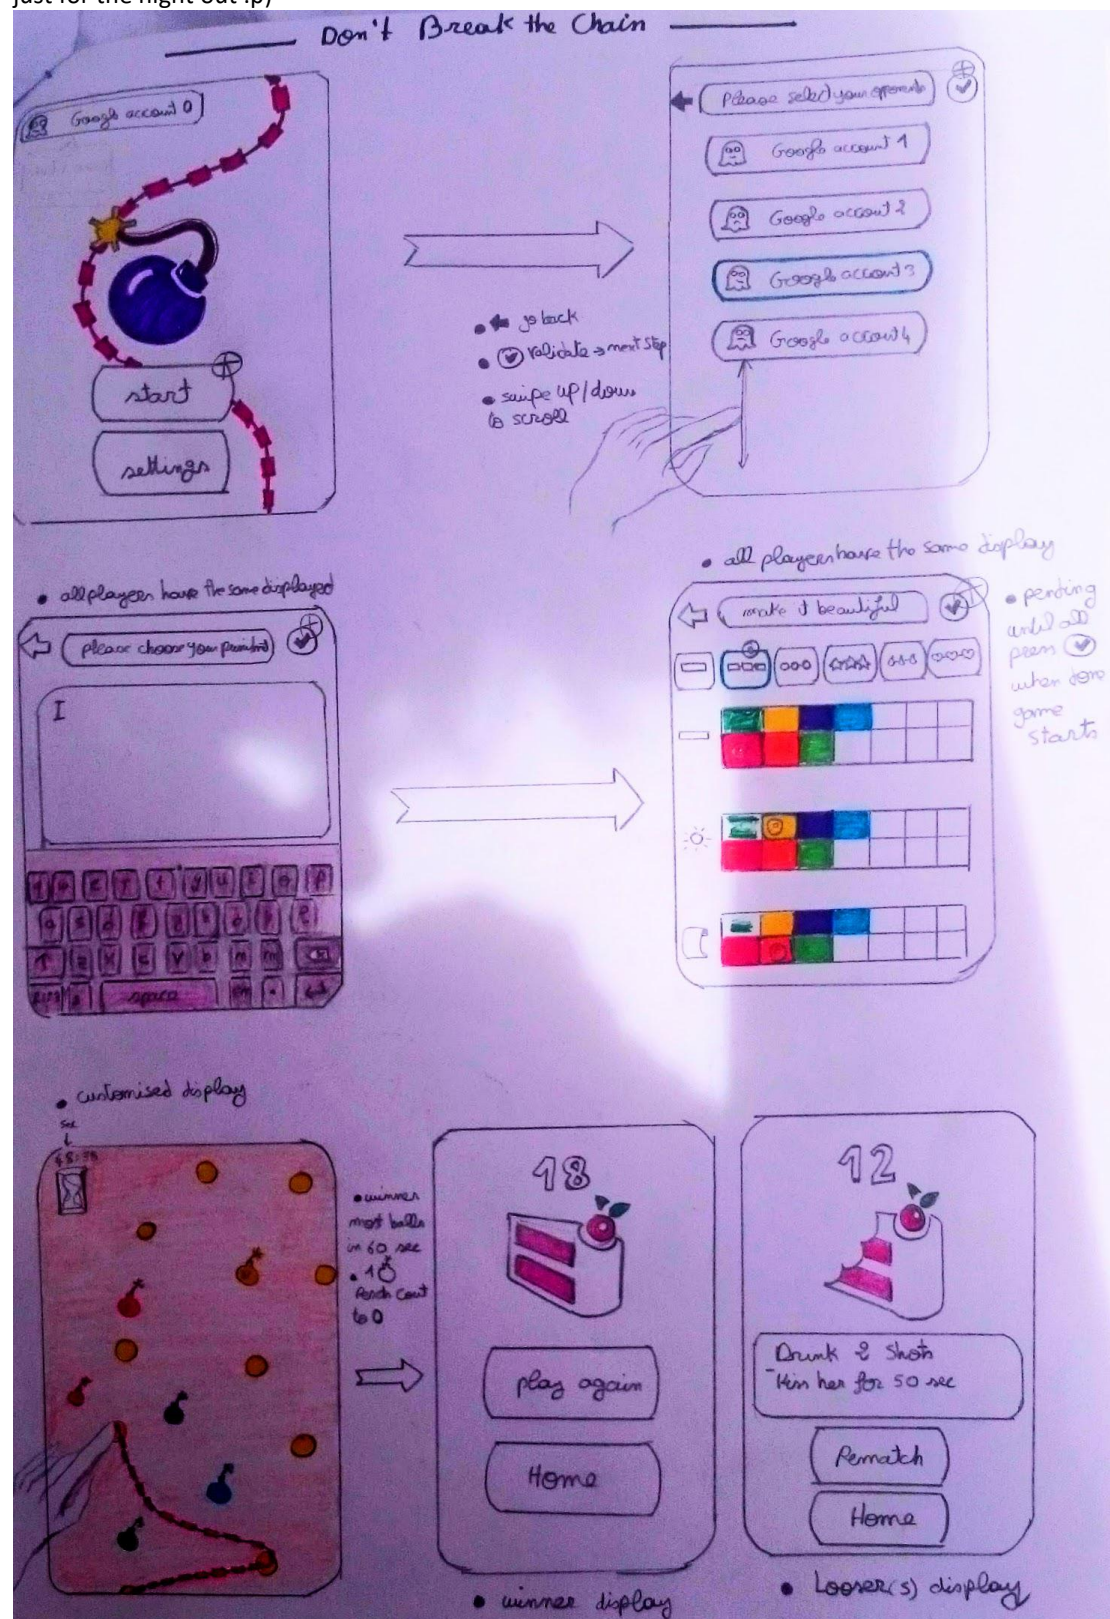 just for the night out !p)
Don't Break the Chain
Google account 0
start
settings
go back
validate → next step
swipe up/down
to scroll
Please select your opponents
Google account 1
Google account 2
Google account 3
Google account 4
all players have the same displayed
please choose your
I
space
all players have the same display
make it beautiful
pending
until all
press
when done
game
starts
customised display
sec
winner
most balls
in 60 sec
1
to 0
18
play again
Home
winner display
12
Drunk 2 shots
- Kiss her for 50 sec
Rematch
Home
Looser(s) display